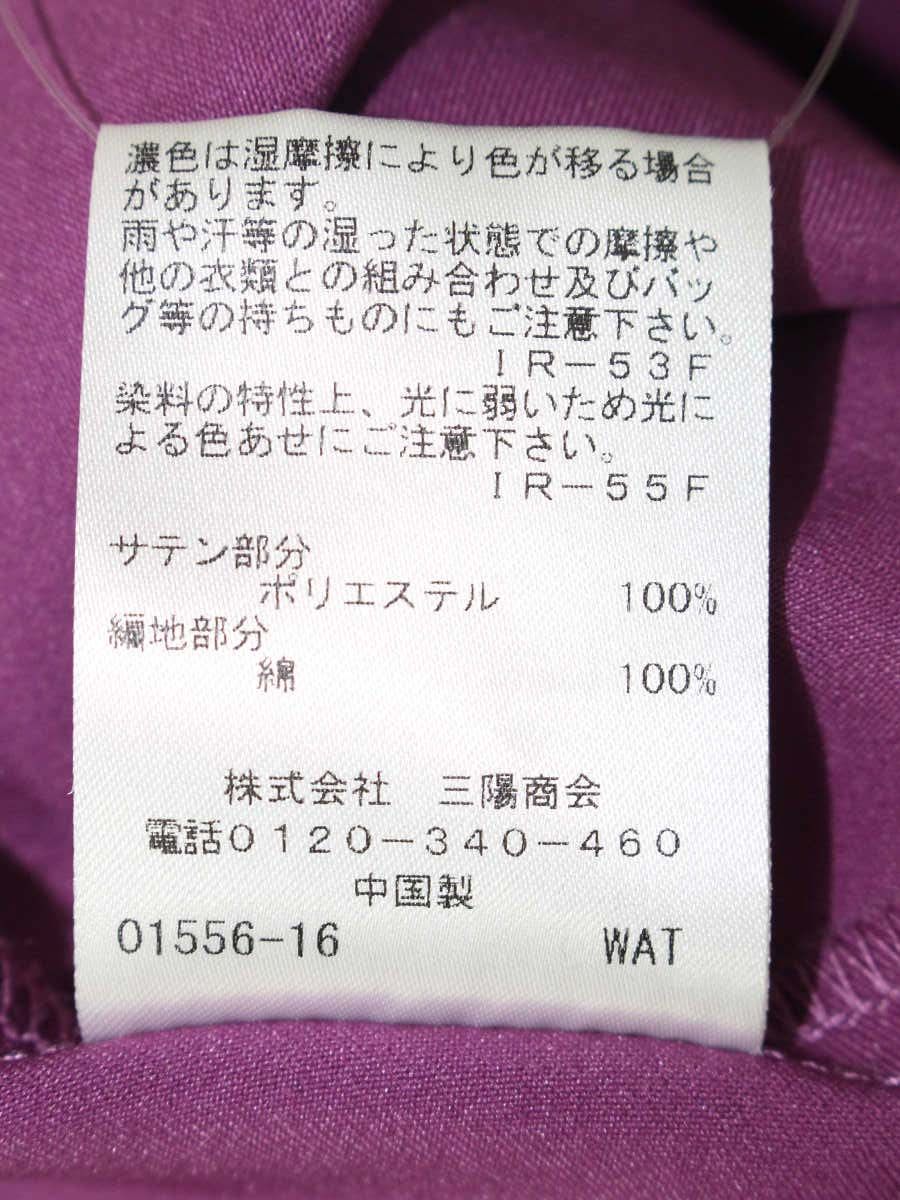 濃色は湿摩擦により色が移る場合
があります。
雨や汗等の湿った状態での摩擦や
他の衣類との組み合わせ及びバッ
グ等の持ちものにもご注意下さい。
ＩＲ－５３Ｆ
染料の特性上、光に弱いため光に
よる色あせにご注意下さい。
ＩＲ－５５Ｆ
サテン部分
ポリエステル 100%
編地部分
綿 100%
株式会社 三陽商会
電話０１２０－３４０－４６０
中国製
01556-16 WAT